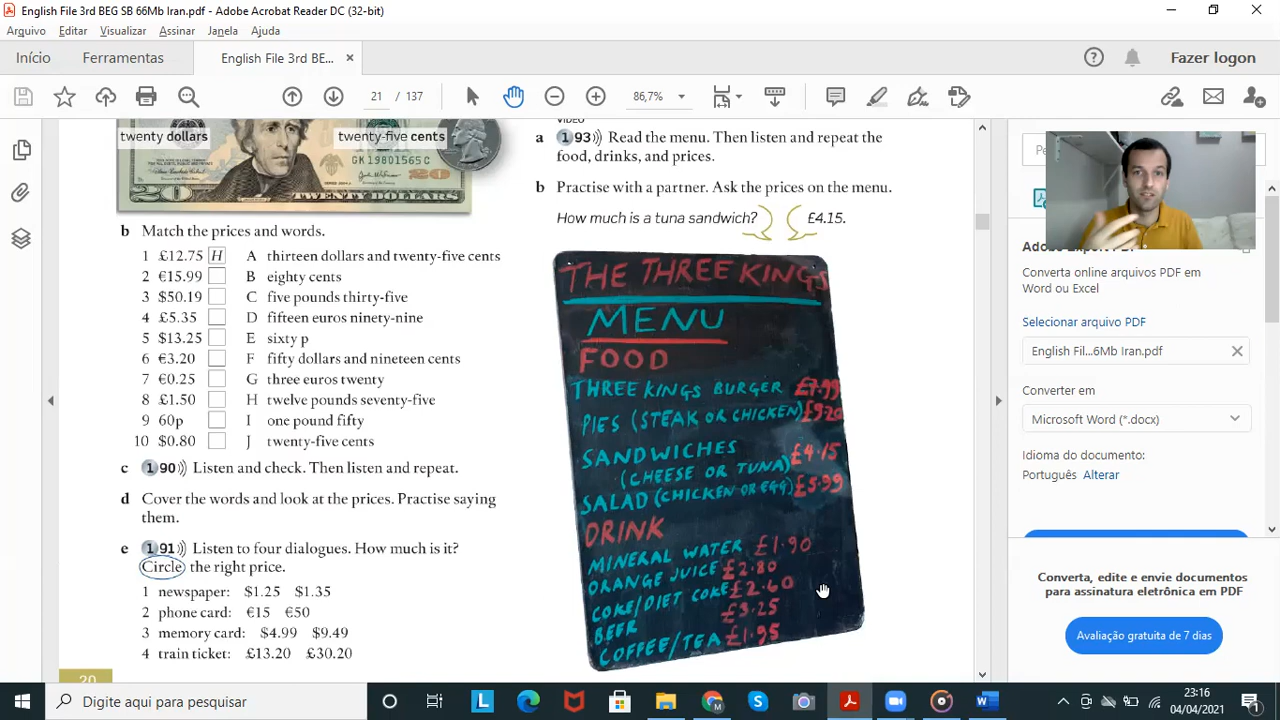 English File 3rd BEG SB 66Mb Iran.pdf - Adobe Acrobat Reader DC (32-bit)
Arquivo Editar Visualizar Assinar Janela Ajuda
Início Ferramentas English File 3rd BE... × Fazer logon
21 / 137 86,7%
twenty dollars twenty-five cents
GK 19801565 C
TWENTY DOLLARS
b Match the prices and words.
1 £12.75 H A thirteen dollars and twenty-five cents
2 €15.99 B eighty cents
3 $50.19 C five pounds thirty-five
4 £5.35 D fifteen euros ninety-nine
5 $13.25 E sixty p
6 €3.20 F fifty dollars and nineteen cents
7 €0.25 G three euros twenty
8 £1.50 H twelve pounds seventy-five
9 60p I one pound fifty
10 $0.80 J twenty-five cents
c 1 90 Listen and check. Then listen and repeat.
d Cover the words and look at the prices. Practise saying
them.
e 1 91 Listen to four dialogues. How much is it?
Circle the right price.
1 newspaper: $1.25 $1.35
2 phone card: €15 €50
3 memory card: $4.99 $9.49
4 train ticket: £13.20 £30.20
20
VIDEO
a 1 93 Read the menu. Then listen and repeat the
food, drinks, and prices.
b Practise with a partner. Ask the prices on the menu.
How much is a tuna sandwich? £4.15.
THE THREE KINGS
MENU
FOOD
THREE KINGS BURGER £7.99
PIES (STEAK OR CHICKEN) £9.20
SANDWICHES
(CHEESE OR TUNA) £4.15
SALAD (CHICKEN OR EGG) £5.99
DRINK
MINERAL WATER £1.90
ORANGE JUICE £2.80
COKE/DIET COKE £2.60
BEER £3.25
COFFEE/TEA £1.95
Converta arquivos PDF em
Word ou Excel online
Selecionar arquivo PDF
English Fil...6Mb Iran.pdf
Converter em
Microsoft Word (*.docx)
Idioma do documento:
Português Alterar
Converta, edite e envie documentos
para assinatura eletrônica em PDF
Avaliação gratuita de 7 dias
Digite aqui para pesquisar
23:16
04/04/2021